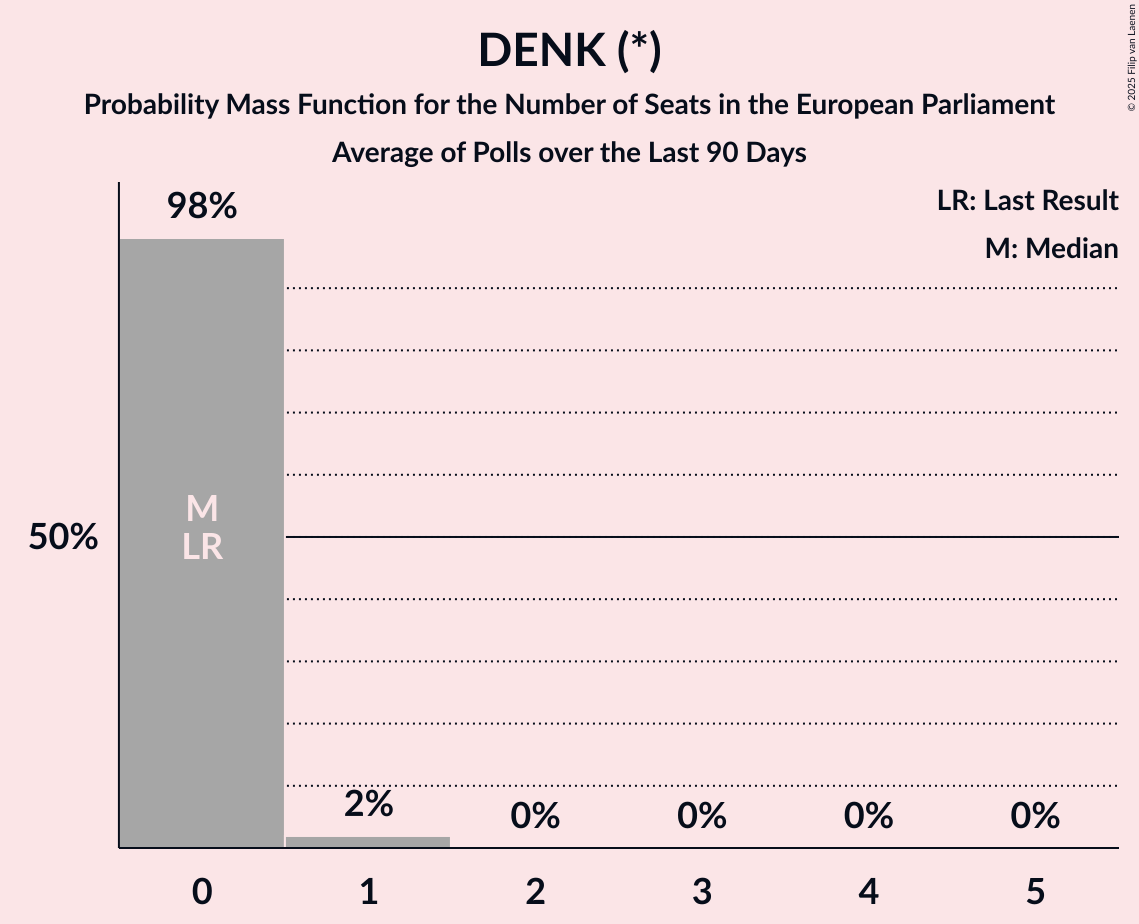 DENK (*)
Probability Mass Function for the Number of Seats in the European Parliament
Average of Polls over the Last 90 Days
© 2025 Filip van Laenen
LR: Last Result
M: Median
98%
M
LR
50%
2%
0%
0%
0%
0%
0
1
2
3
4
5